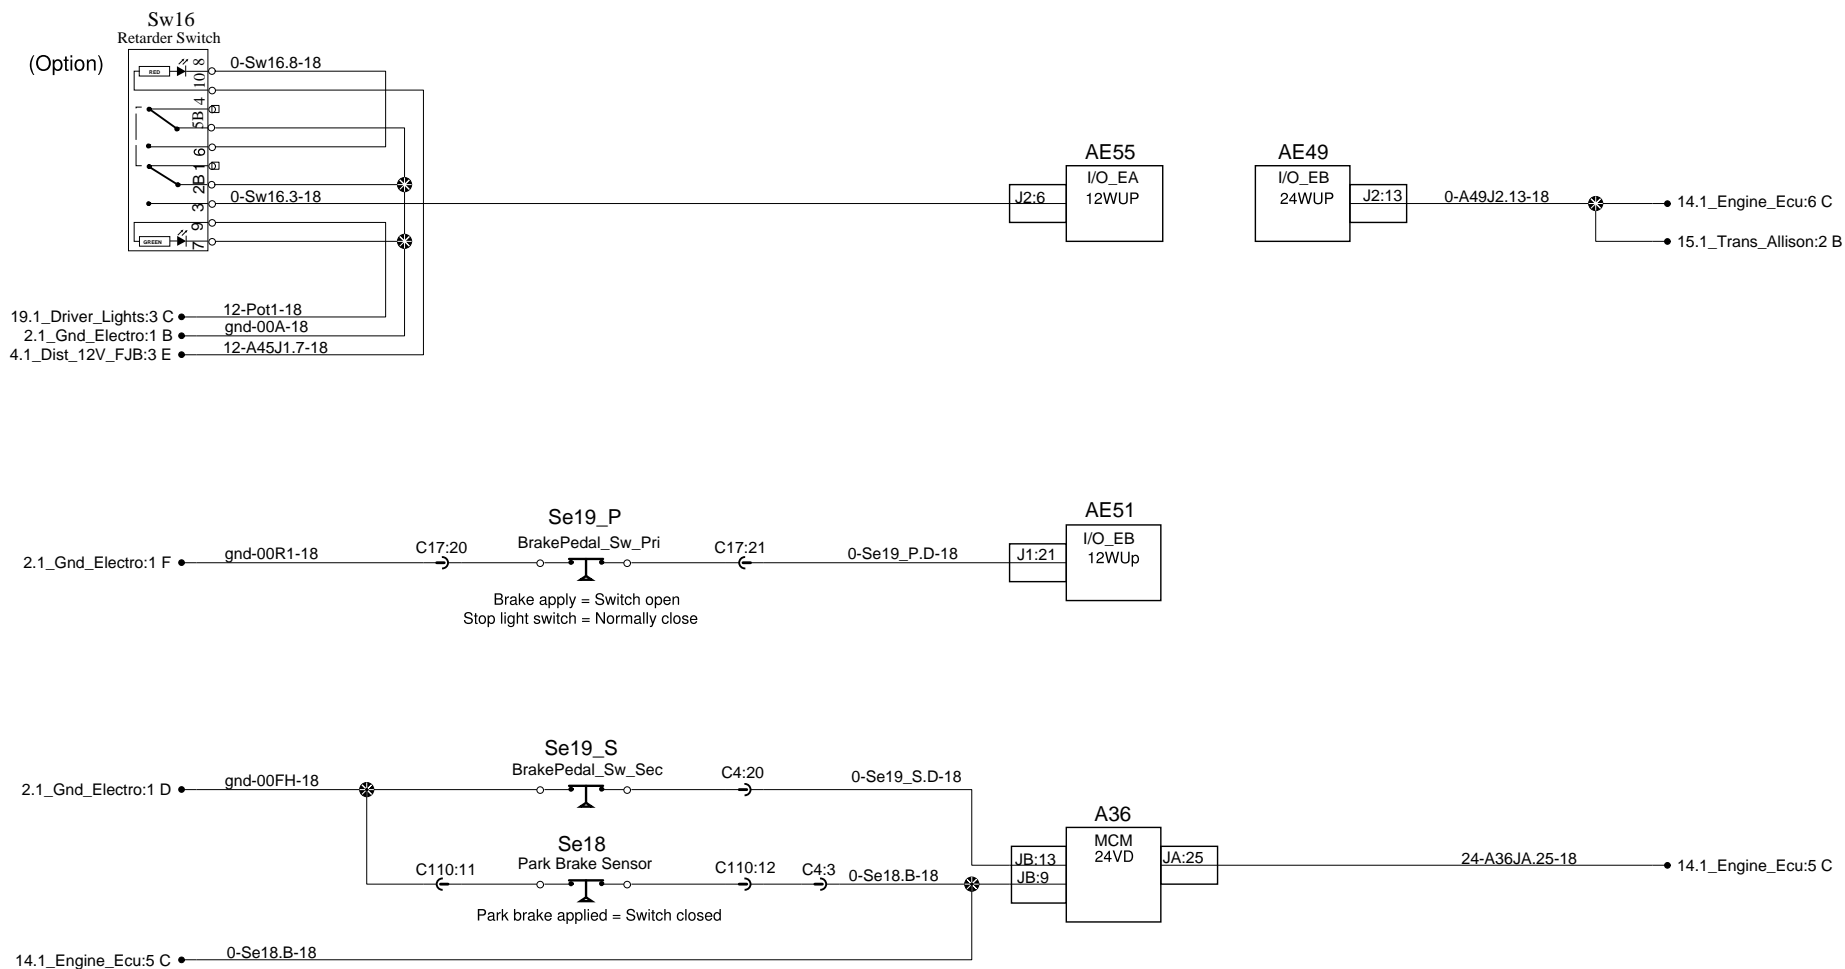 Sw16
Retarder Switch
(Option)
RED
8
10
4
5B
6
1
2B
3
9
7
GREEN
0-Sw16.8-18
0-Sw16.3-18
19.1_Driver_Lights:3 C
12-Pot1-18
2.1_Gnd_Electro:1 B
gnd-00A-18
4.1_Dist_12V_FJB:3 E
12-A45J1.7-18
AE55
I/O_EA
12WUP
J2:6
AE49
I/O_EB
24WUP
J2:13
0-A49J2.13-18
14.1_Engine_Ecu:6 C
15.1_Trans_Allison:2 B
2.1_Gnd_Electro:1 F
gnd-00R1-18
C17:20
Se19_P
BrakePedal_Sw_Pri
C17:21
0-Se19_P.D-18
Brake apply = Switch open
Stop light switch = Normally close
AE51
I/O_EB
12WUp
J1:21
2.1_Gnd_Electro:1 D
gnd-00FH-18
Se19_S
BrakePedal_Sw_Sec
C4:20
0-Se19_S.D-18
C110:11
Se18
Park Brake Sensor
C110:12
C4:3
0-Se18.B-18
Park brake applied = Switch closed
A36
MCM
24VD
JB:13
JB:9
JA:25
24-A36JA.25-18
14.1_Engine_Ecu:5 C
14.1_Engine_Ecu:5 C
0-Se18.B-18